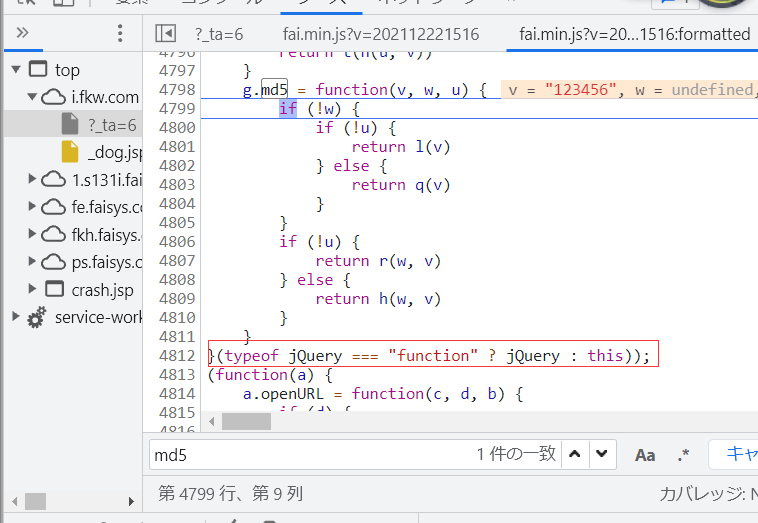 ?_ta=6
fai.min.js?v=202112221516
fai.min.js?v=20…1516:formatted
top
i.fkw.com
?_ta=6
_dog.jsp
1.s131i.fai
fe.faisys.co
fkh.faisys.
ps.faisys.c
crash.jsp
service-work
4797 }
4798 g.md5 = function(v, w, u) { v = "123456", w = undefined,
4799 if (!w) {
4800 if (!u) {
4801 return l(v)
4802 } else {
4803 return q(v)
4804 }
4805 }
4806 if (!u) {
4807 return r(w, v)
4808 } else {
4809 return h(w, v)
4810 }
4811 }
4812 }(typeof jQuery === "function" ? jQuery : this));
4813 (function(a) {
4814 a.openURL = function(c, d, b) {
4815 if (d) {
md5
1 件の一致
Aa
.*
キャ
第 4799 行、第 9 列
カバレッジ: N